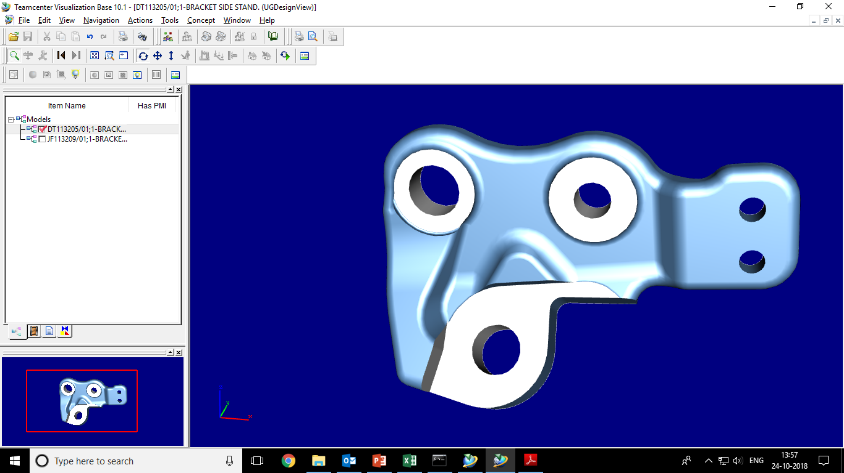 Teamcenter Visualization Base 10.1 - [DT113205/01;1-BRACKET SIDE STAND. (UGDesignView)]
File Edit View Navigation Actions Tools Concept Window Help
Item Name Has PMI
Models
DT113205/01;1-BRACK...
JF113209/01;1-BRACKE...
Type here to search
ENG
13:57
24-10-2018